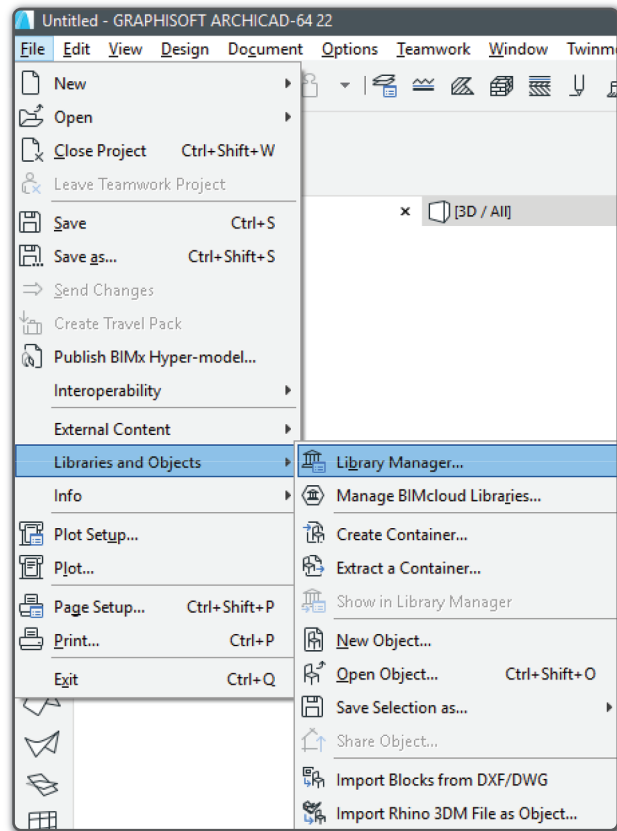 Untitled - GRAPHISOFT ARCHICAD-64 22
File Edit View Design Document Options Teamwork Window
New
Open
Close Project Ctrl+Shift+W
Leave Teamwork Project
[3D / All]
Save Ctrl+S
Save as... Ctrl+Shift+S
Send Changes
Create Travel Pack
Publish BIMx Hyper-model...
Interoperability
External Content
Libraries and Objects
Info
Plot Setup...
Plot...
Page Setup... Ctrl+Shift+P
Print... Ctrl+P
Exit Ctrl+Q
Library Manager...
Manage BIMcloud Libraries...
Create Container...
Extract a Container...
Show in Library Manager
New Object...
Open Object... Ctrl+Shift+O
Save Selection as...
Share Object...
Import Blocks from DXF/DWG
Import Rhino 3DM File as Object...